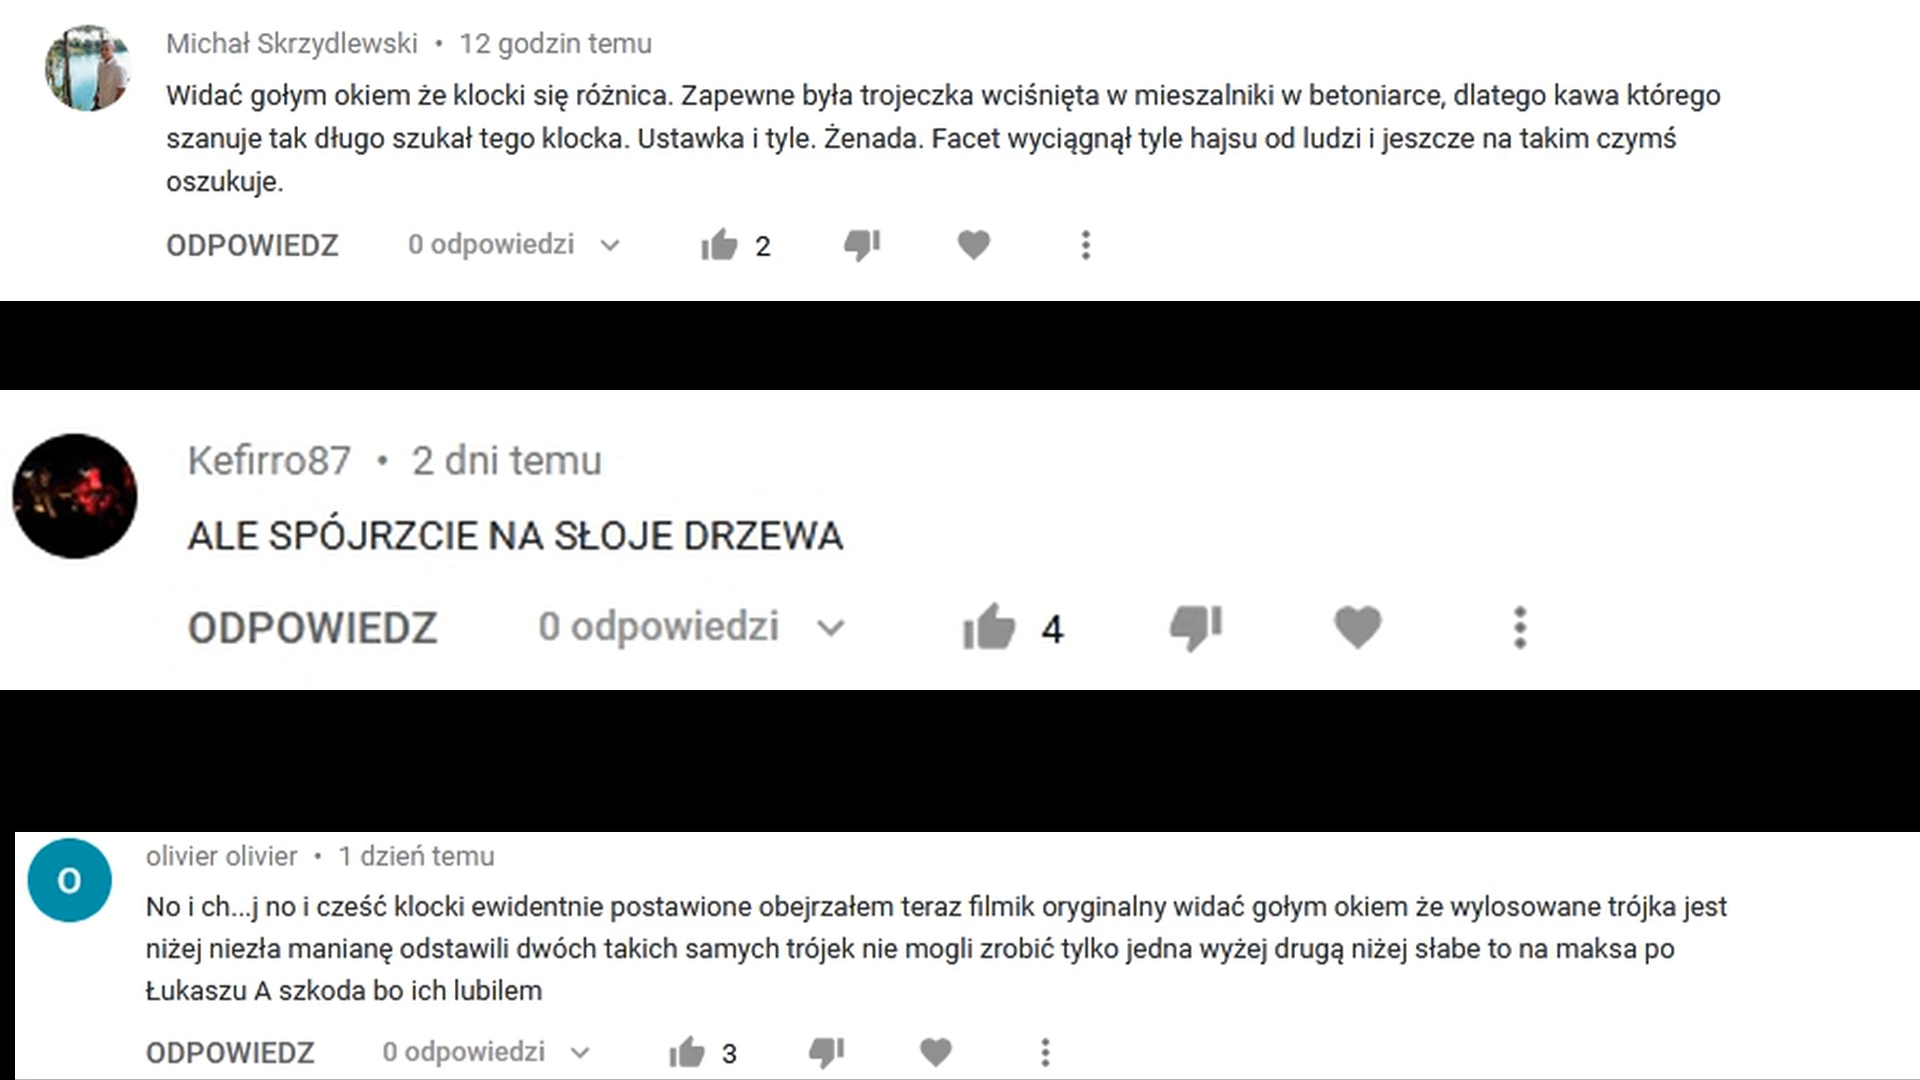 Michał Skrzydlewski • 12 godzin temu
Widać gołym okiem że klocki się różnica. Zapewne była trojeczka wciśnięta w mieszalniki w betoniarce, dlatego kawa którego
szanuje tak długo szukał tego klocka. Ustawka i tyle. Żenada. Facet wyciągnął tyle hajsu od ludzi i jeszcze na takim czymś
oszukuje.
ODPOWIEDZ 0 odpowiedzi 2
Kefirro87 • 2 dni temu
ALE SPÓJRZCIE NA SŁOJE DRZEWA
ODPOWIEDZ 0 odpowiedzi 4
O
olivier olivier • 1 dzień temu
No i ch...j no i cześć klocki ewidentnie postawione obejrzałem teraz filmik oryginalny widać gołym okiem że wylosowane trójka jest
niżej niezła manianę odstawili dwóch takich samych trójek nie mogli zrobić tylko jedna wyżej drugą niżej słabe to na maksa po
Łukaszu A szkoda bo ich lubilem
ODPOWIEDZ 0 odpowiedzi 3